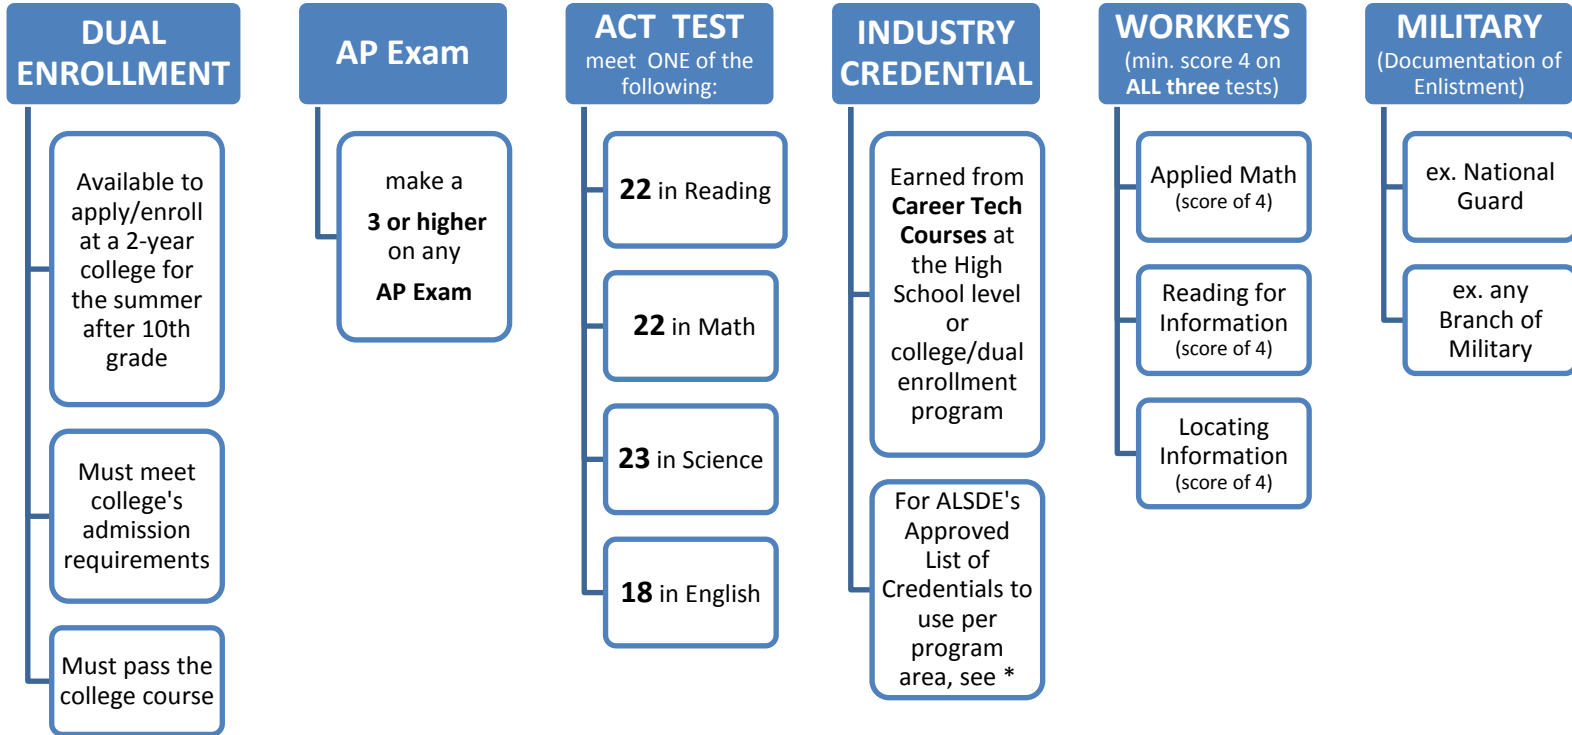 DUAL
ENROLLMENT
Available to
apply/enroll
at a 2-year
college for
the summer
after 10th
grade
Must meet
college's
admission
requirements
Must pass the
college course
AP Exam
make a
3 or higher
on any
AP Exam
ACT TEST
meet ONE of the
following:
22 in Reading
22 in Math
23 in Science
18 in English
INDUSTRY
CREDENTIAL
Earned from
Career Tech
Courses at
the High
School level
or
college/dual
enrollment
program
For ALSDE's
Approved
List of
Credentials to
use per
program
area, see *
WORKKEYS
(min. score 4 on
ALL three tests)
Applied Math
(score of 4)
Reading for
Information
(score of 4)
Locating
Information
(score of 4)
MILITARY
(Documentation of
Enlistment)
ex. National
Guard
ex. any
Branch of
Military